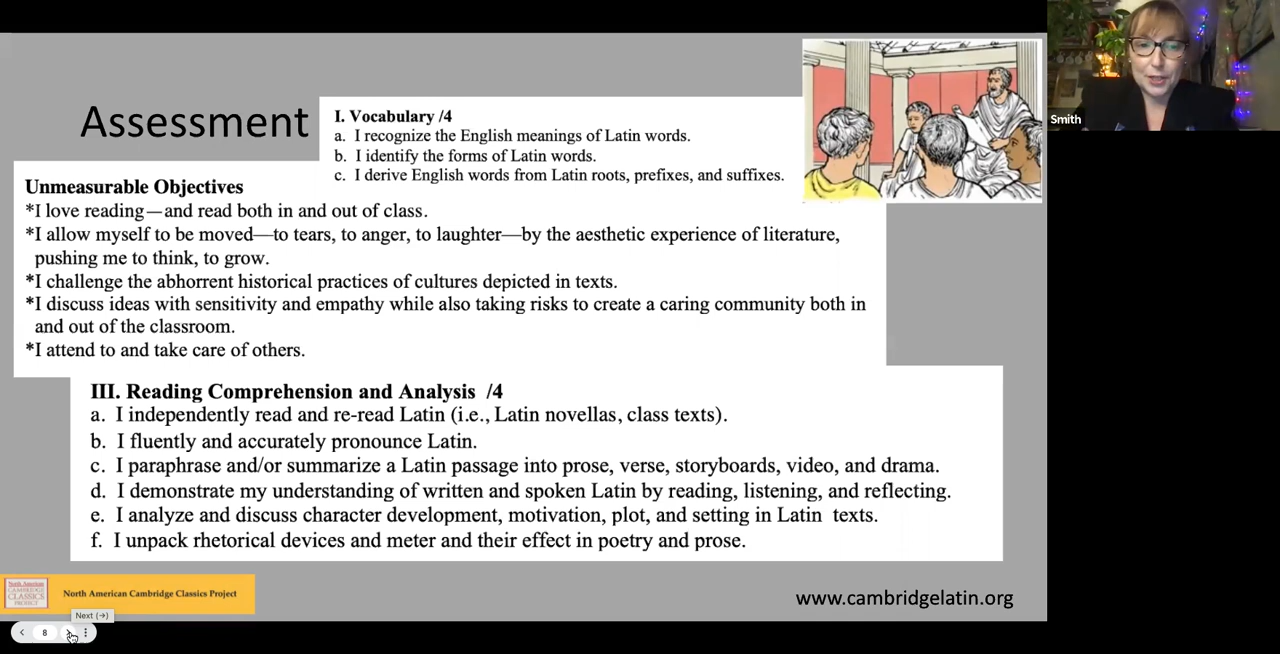 Assessment
I. Vocabulary /4
a. I recognize the English meanings of Latin words.
b. I identify the forms of Latin words.
c. I derive English words from Latin roots, prefixes, and suffixes.
Unmeasurable Objectives
*I love reading—and read both in and out of class.
*I allow myself to be moved—to tears, to anger, to laughter—by the aesthetic experience of literature,
pushing me to think, to grow.
*I challenge the abhorrent historical practices of cultures depicted in texts.
*I discuss ideas with sensitivity and empathy while also taking risks to create a caring community both in
and out of the classroom.
*I attend to and take care of others.
III. Reading Comprehension and Analysis /4
a. I independently read and re-read Latin (i.e., Latin novellas, class texts).
b. I fluently and accurately pronounce Latin.
c. I paraphrase and/or summarize a Latin passage into prose, verse, storyboards, video, and drama.
d. I demonstrate my understanding of written and spoken Latin by reading, listening, and reflecting.
e. I analyze and discuss character development, motivation, plot, and setting in Latin texts.
f. I unpack rhetorical devices and meter and their effect in poetry and prose.
North American
CAMBRIDGE
CLASSICS
PROJECT
North American Cambridge Classics Project
www.cambridgelatin.org
Next (→)
8
Smith